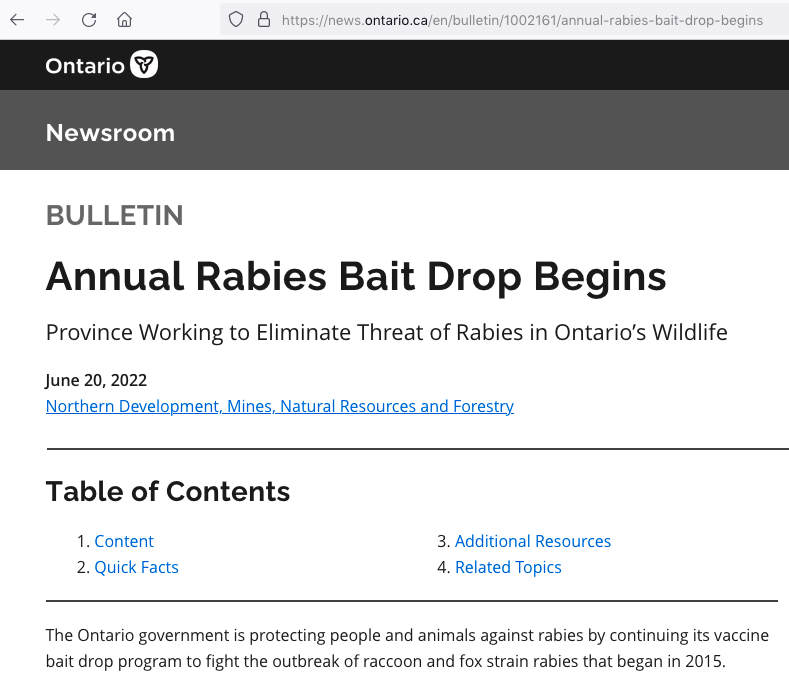 https://news.ontario.ca/en/bulletin/1002161/annual-rabies-bait-drop-begins
Ontario
Newsroom
BULLETIN
Annual Rabies Bait Drop Begins
Province Working to Eliminate Threat of Rabies in Ontario’s Wildlife
June 20, 2022
Northern Development, Mines, Natural Resources and Forestry
Table of Contents
1. Content
2. Quick Facts
3. Additional Resources
4. Related Topics
The Ontario government is protecting people and animals against rabies by continuing its vaccine
bait drop program to fight the outbreak of raccoon and fox strain rabies that began in 2015.